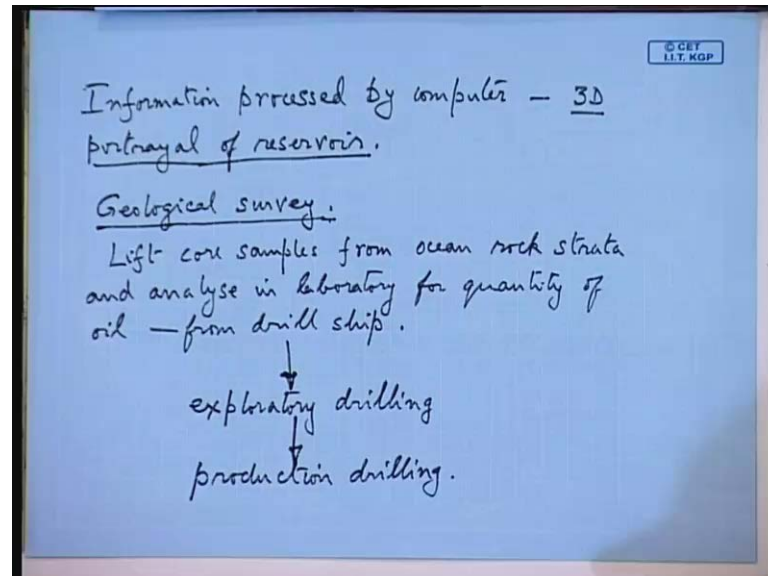 © CET
I.I.T. KGP
Information processed by computer – 3D
portrayal of reservoir.
Geological survey.
Lift core samples from ocean rock strata
and analyse in laboratory for quantity of
oil – from drill ship.
exploratory drilling
production drilling.